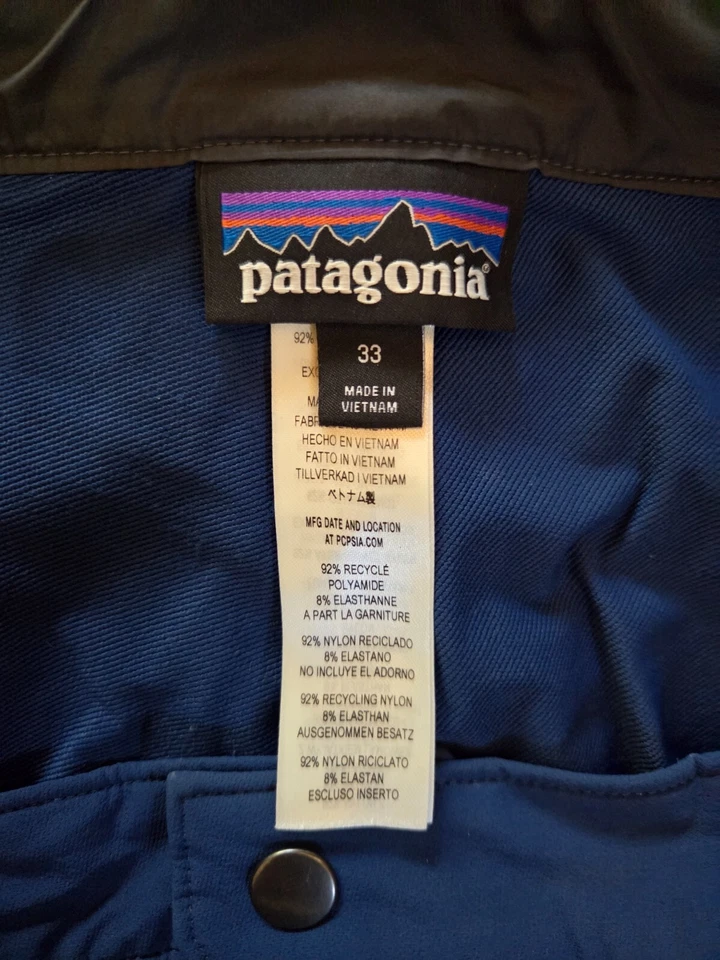 patagonia®
33
MADE IN
VIETNAM
92%
HECHO EN VIETNAM
FATTO IN VIETNAM
TILLVERKAD I VIETNAM
ベトナム製
MFG DATE AND LOCATION
AT PCPSIA.COM
92% RECYCLÉ
POLYAMIDE
8% ELASTHANNE
A PART LA GARNITURE
92% NYLON RECICLADO
8% ELASTANO
NO INCLUYE EL ADORNO
92% RECYCLING NYLON
8% ELASTHAN
AUSGENOMMEN BESATZ
92% NYLON RICICLATO
8% ELASTAN
ESCLUSO INSERTO